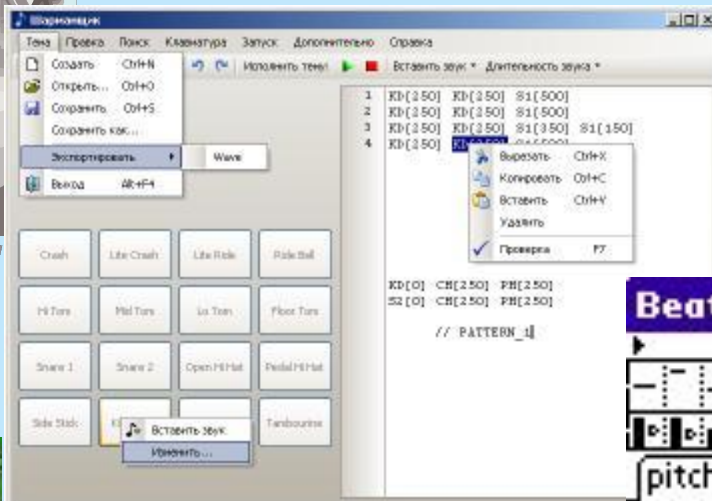 Шарманщик
Тема Правка Поиск Клавиатура Запуск Дополнительно Справка
Создать Ctrl+N
Открыть... Ctrl+O
Сохранить Ctrl+S
Сохранить как...
Экспортировать
Wave
Выход Alt+F4
Исполнить тему:
Вставить звук
Длительность звука
1 KD[250] KD[250] S1[500]
2 KD[250] KD[250] S1[500]
3 KD[250] KD[250] S1[350] S1[150]
4 KD[250]
Вырезать Ctrl+X
Копировать Ctrl+C
Вставить Ctrl+V
Удалить
Проверка F7
KD[0] CH[250] PH[250]
S2[0] CH[250] PH[250]
// PATTERN_1
Crash Lite Crash Lite Ride Ride Bell
Hi Tom Mid Tom Lo Tom Floor Tom
Snare 1 Snare 2 Open Hi Hat Pedal Hi Hat
Side Stick Tambourine
Вставить звук
Изменить...
Beat
pitch